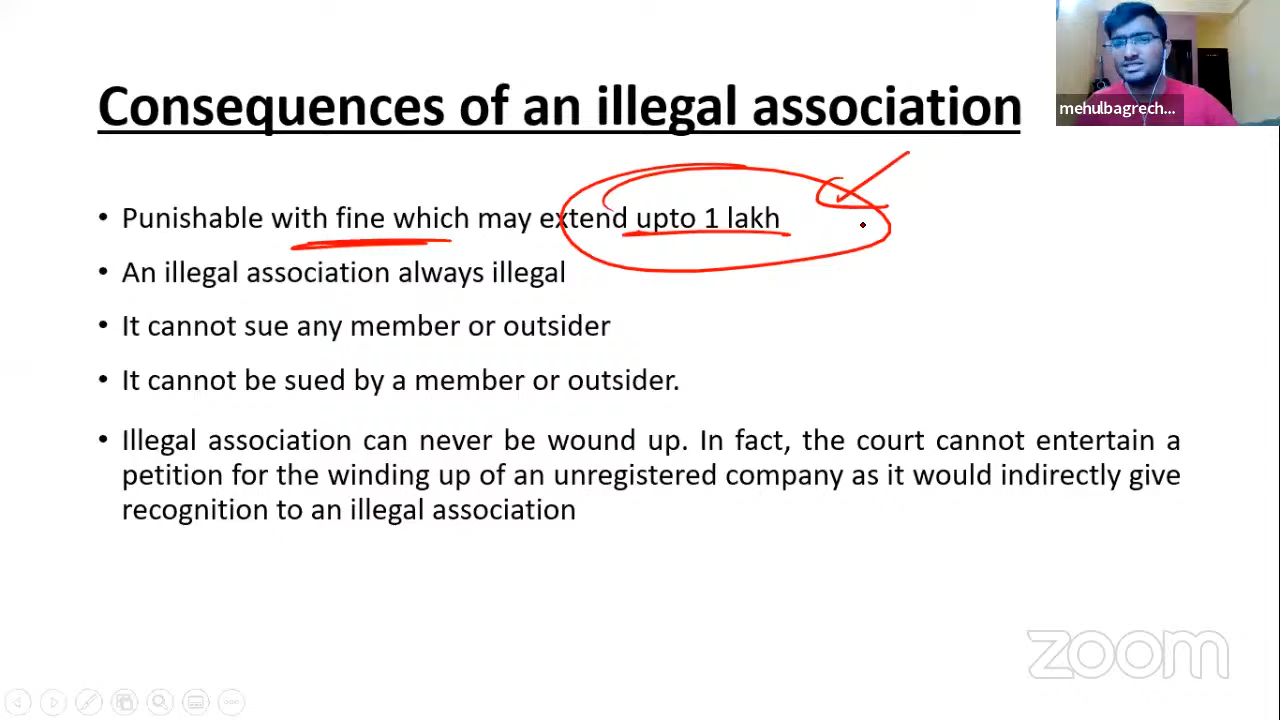 Consequences of an illegal association
mehulbagrech...
• Punishable with fine which may extend upto 1 lakh
• An illegal association always illegal
• It cannot sue any member or outsider
• It cannot be sued by a member or outsider.
• Illegal association can never be wound up. In fact, the court cannot entertain a
petition for the winding up of an unregistered company as it would indirectly give
recognition to an illegal association
zoom